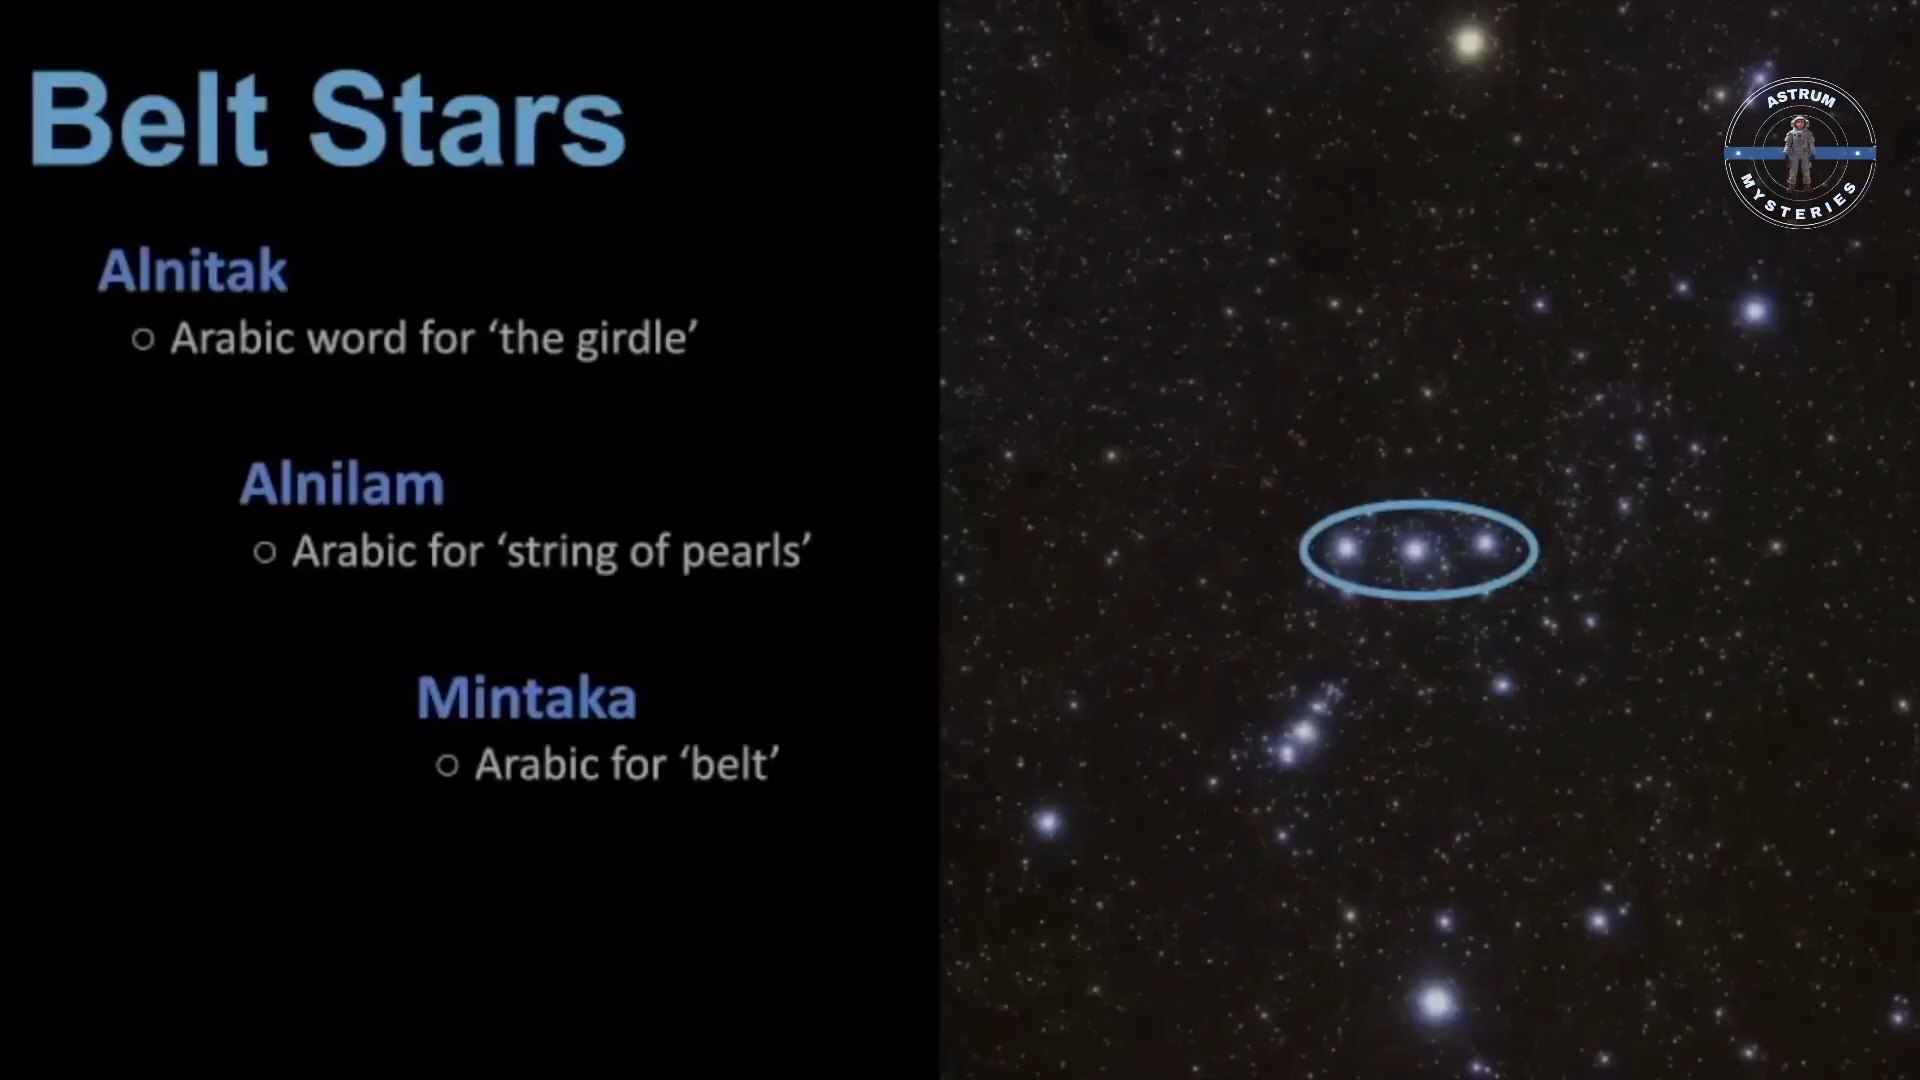 Belt Stars
ASTRUM
MYSTERIES
Alnitak
○ Arabic word for ‘the girdle’
Alnilam
○ Arabic for ‘string of pearls’
Mintaka
○ Arabic for ‘belt’